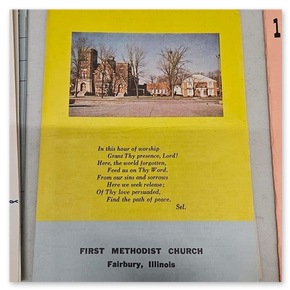 In this hour of worship
Grant Thy presence, Lord!
Here, the world forgotten,
Feed us on Thy Word.
From our sins and sorrows
Here we seek release;
Of Thy love persuaded,
Find the path of peace.
Sel.
FIRST METHODIST CHURCH
Fairbury, Illinois
1